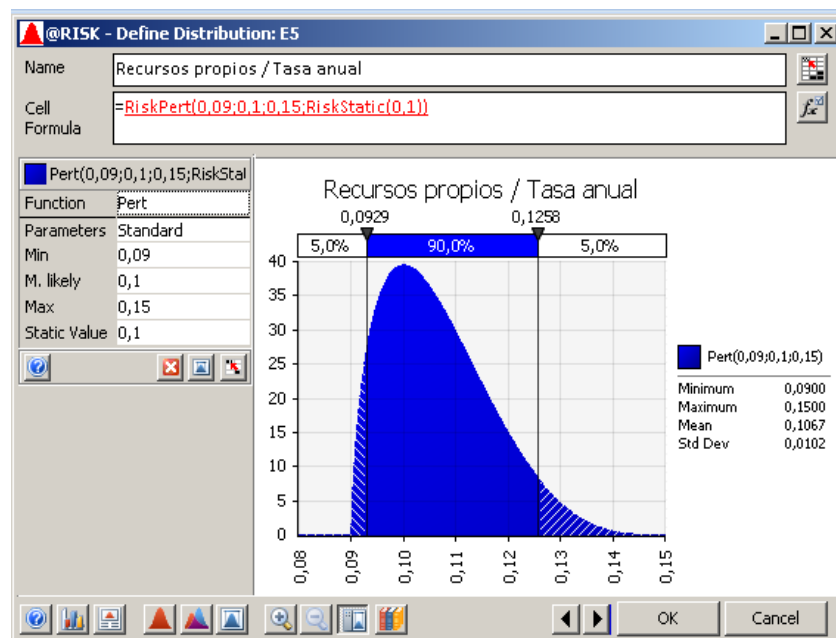 @RISK - Define Distribution: E5
Name
Recursos propios / Tasa anual
Cell
Formula
=RiskPert(0,09;0,1;0,15;RiskStatic(0,1))
Pert(0,09;0,1;0,15;RiskStat
Function Pert
Parameters Standard
Min 0,09
M. likely 0,1
Max 0,15
Static Value 0,1
Recursos propios / Tasa anual
0,0929 0,1258
5,0% 90,0% 5,0%
40
35
30
25
20
15
10
5
0
0,08 0,09 0,10 0,11 0,12 0,13 0,14 0,15
Pert(0,09;0,1;0,15)
Minimum 0,0900
Maximum 0,1500
Mean 0,1067
Std Dev 0,0102
OK Cancel